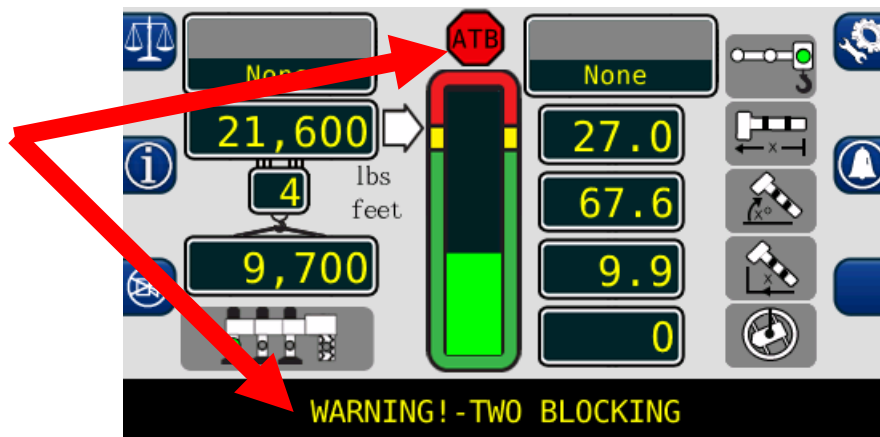 ATB
None
None
21,600
27.0
4
lbs
feet
67.6
9,700
9.9
0
WARNING!-TWO BLOCKING